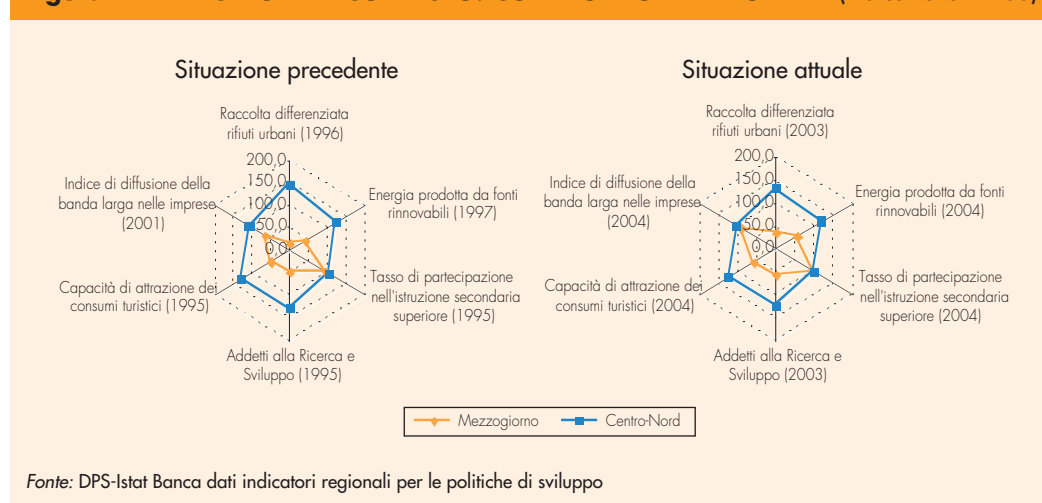 Situazione precedente
Raccolta differenziata
rifiuti urbani (1996)
200,0
150,0
100,0
50,0
0,0
Energia prodotta da fonti
rinnovabili (1997)
Tasso di partecipazione
nell'istruzione secondaria
superiore (1995)
Addetti alla Ricerca e
Sviluppo (1995)
Capacità di attrazione dei
consumi turistici (1995)
Indice di diffusione della
banda larga nelle imprese
(2001)
Situazione attuale
Raccolta differenziata
rifiuti urbani (2003)
200,0
150,0
100,0
50,0
0,0
Energia prodotta da fonti
rinnovabili (2004)
Tasso di partecipazione
nell'istruzione secondaria
superiore (2004)
Addetti alla Ricerca e
Sviluppo (2003)
Capacità di attrazione dei
consumi turistici (2004)
Indice di diffusione della
banda larga nelle imprese
(2004)
Mezzogiorno
Centro-Nord
Fonte: DPS-Istat Banca dati indicatori regionali per le politiche di sviluppo